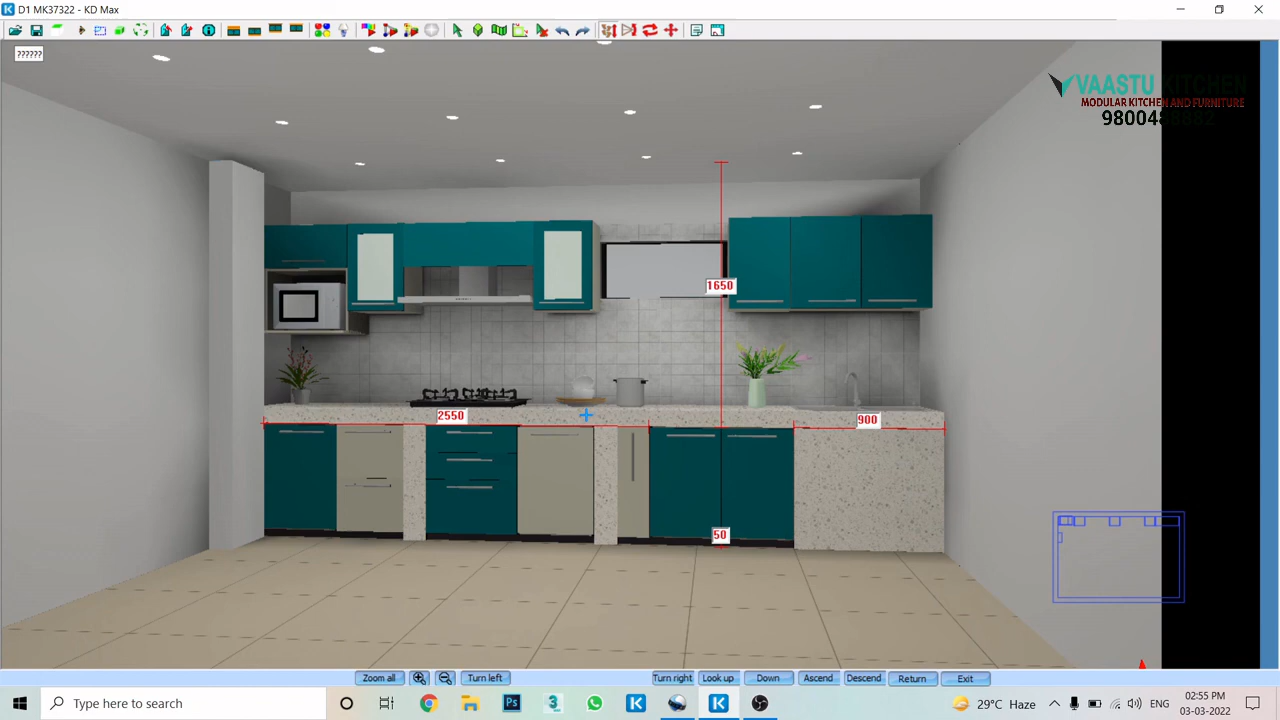 D1 MK37322 - KD Max
??????
VAASTU KITCHEN
MODULAR KITCHEN AND FURNITURE
9800488882
1650
2550
900
50
Zoom all
Turn left
Turn right
Look up
Down
Ascend
Descend
Return
Exit
Type here to search
29°C Haze
ENG
02:55 PM
03-03-2022